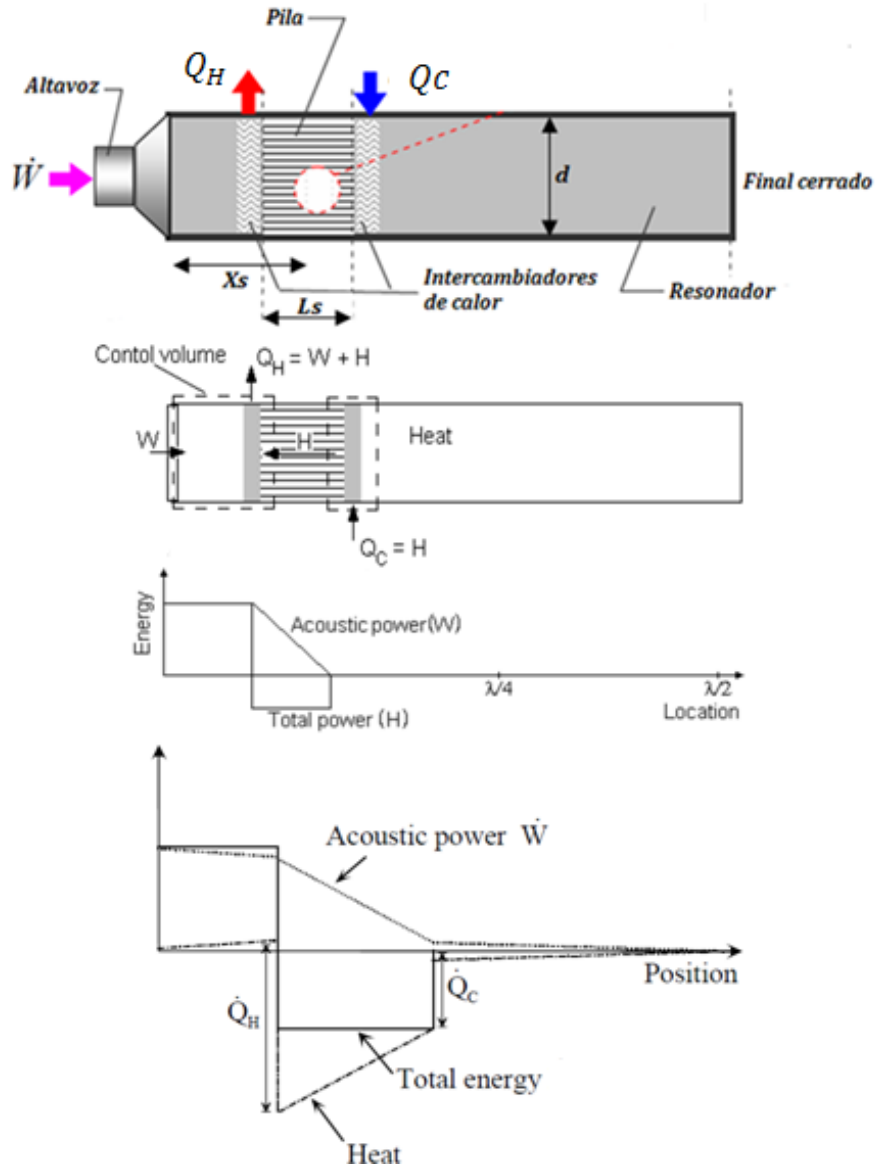 Pila
Q_H
Qc
Altavoz
Ẇ
d
Final cerrado
Xs
Ls
Intercambiadores
de calor
Resonador
Contol volume
Q_H = W + H
W
H
Heat
Q_C = H
Energy
Acoustic power(W)
λ/4
λ/2
Total power (H)
Location
Acoustic power Ẇ
Position
Q̇_H
Q̇_C
Total energy
Heat